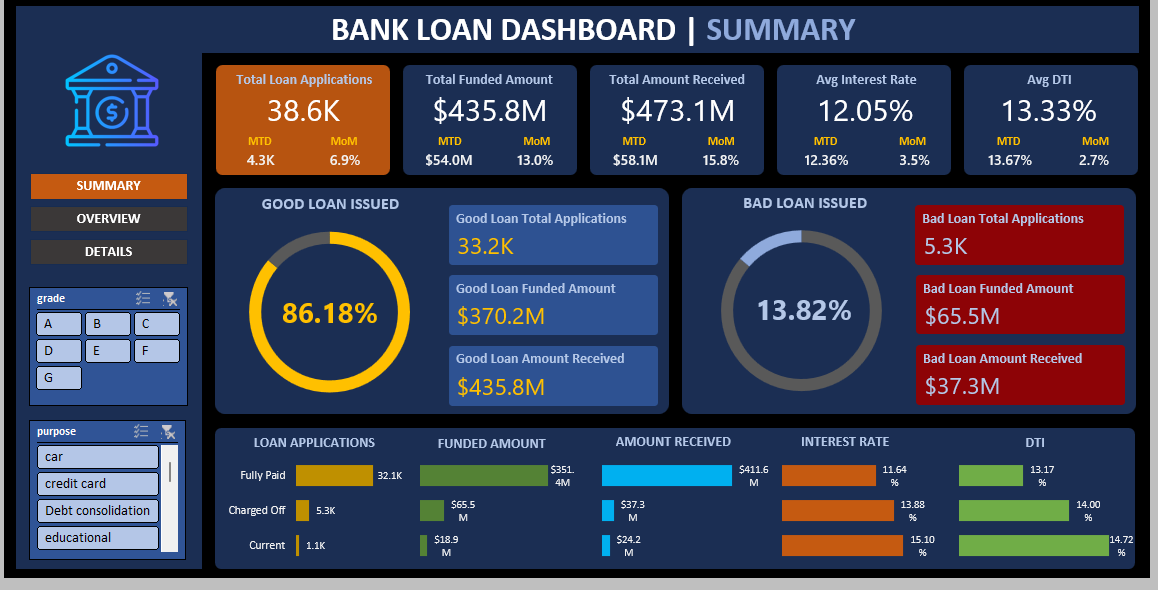 BANK LOAN DASHBOARD | SUMMARY
$
SUMMARY
OVERVIEW
DETAILS
grade
A B C
D E F
G
purpose
car
credit card
Debt consolidation
educational
Total Loan Applications
38.6K
MTD MoM
4.3K 6.9%
Total Funded Amount
$435.8M
MTD MoM
$54.0M 13.0%
Total Amount Received
$473.1M
MTD MoM
$58.1M 15.8%
Avg Interest Rate
12.05%
MTD MoM
12.36% 3.5%
Avg DTI
13.33%
MTD MoM
13.67% 2.7%
GOOD LOAN ISSUED
86.18%
Good Loan Total Applications
33.2K
Good Loan Funded Amount
$370.2M
Good Loan Amount Received
$435.8M
BAD LOAN ISSUED
13.82%
Bad Loan Total Applications
5.3K
Bad Loan Funded Amount
$65.5M
Bad Loan Amount Received
$37.3M
LOAN APPLICATIONS
Fully Paid 32.1K
Charged Off 5.3K
Current 1.1K
FUNDED AMOUNT
$351.
4M
$65.5
M
$18.9
M
AMOUNT RECEIVED
$411.6
M
$37.3
M
$24.2
M
INTEREST RATE
11.64
%
13.88
%
15.10
%
DTI
13.17
%
14.00
%
14.72
%